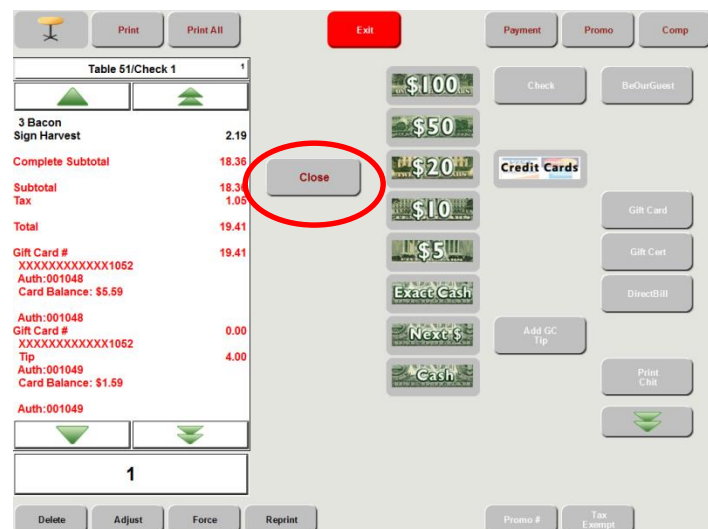 Print
Print All
Exit
Payment
Promo
Comp
Table 51/Check 1
1
3 Bacon
Sign Harvest 2.19
Complete Subtotal 18.36
Subtotal 18.36
Tax 1.05
Total 19.41
Gift Card # 19.41
XXXXXXXXXXXX1052
Auth:001048
Card Balance: $5.59
Auth:001048
Gift Card # 0.00
XXXXXXXXXXXX1052
Tip 4.00
Auth:001049
Card Balance: $1.59
Auth:001049
1
Close
$100
$50
$20
$10
$5
Exact Cash
Next $
Cash
Check
Credit Cards
Add GC
Tip
BeOurGuest
Gift Card
Gift Cert
DirectBill
Print
Chit
Delete
Adjust
Force
Reprint
Promo #
Tax
Exempt